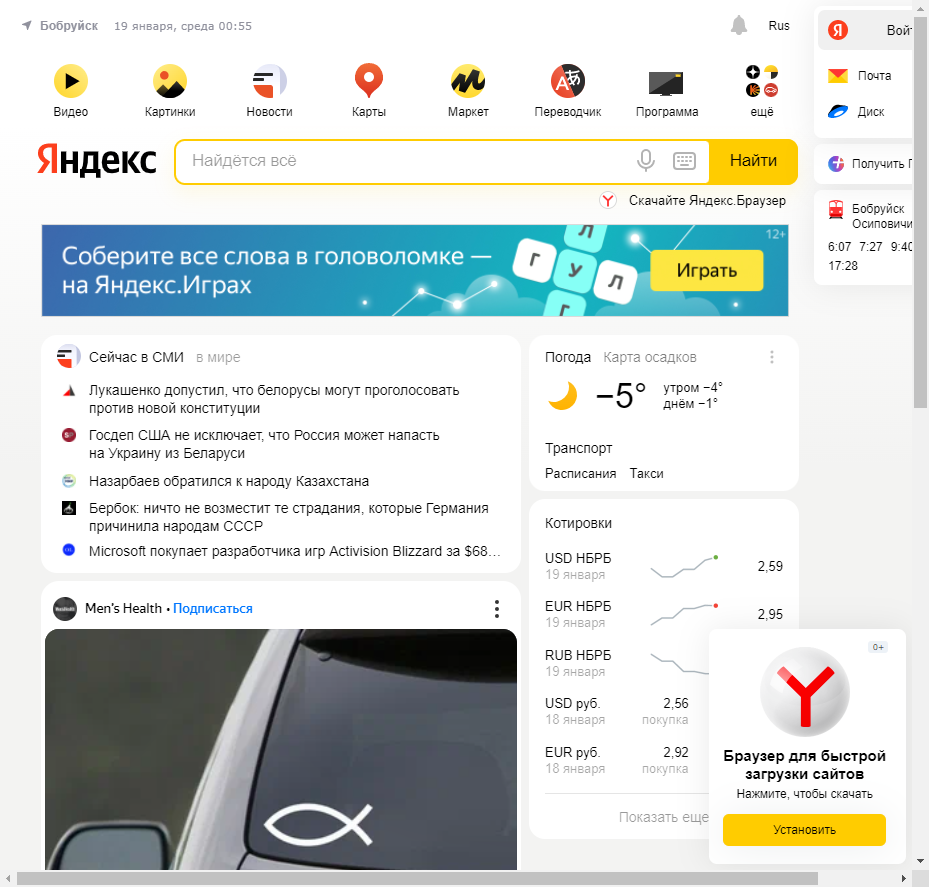 Бобруйск 19 января, среда 00:55
Rus
Видео Картинки Новости Карты Маркет Переводчик Программа ещё
Яндекс
Найдётся всё
Найти
Скачайте Яндекс.Браузер
Соберите все слова в головоломке —
на Яндекс.Играх
Г У Л Л Г
Играть
12+
Сейчас в СМИ в мире
Лукашенко допустил, что белорусы могут проголосовать
против новой конституции
Госдеп США не исключает, что Россия может напасть
на Украину из Беларуси
Назарбаев обратился к народу Казахстана
Бербок: ничто не возместит те страдания, которые Германия
причинила народам СССР
Microsoft покупает разработчика игр Activision Blizzard за $68…
Men's Health • Подписаться
Погода Карта осадков
−5°
утром −4°
днём −1°
Транспорт
Расписания Такси
Котировки
USD НБРБ
19 января
2,59
EUR НБРБ
19 января
2,95
RUB НБРБ
19 января
USD руб. 2,56
18 января покупка
EUR руб. 2,92
18 января покупка
Показать еще
Я Войт
Почта
Диск
Получить
Бобруйск
Осиповичи
6:07 7:27 9:40
17:28
0+
Y
Браузер для быстрой
загрузки сайтов
Нажмите, чтобы скачать
Установить